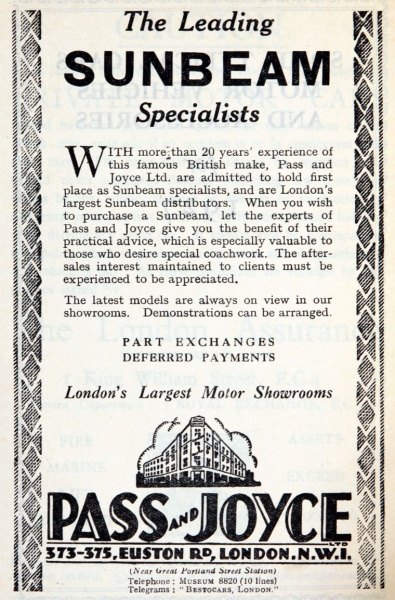 The Leading
SUNBEAM
Specialists
WITH more than 20 years' experience of
this famous British make, Pass and
Joyce Ltd. are admitted to hold first
place as Sunbeam specialists, and are London's
largest Sunbeam distributors. When you wish
to purchase a Sunbeam, let the experts of
Pass and Joyce give you the benefit of their
practical advice, which is especially valuable to
those who desire special coachwork. The after-
sales interest maintained to clients must be
experienced to be appreciated.
The latest models are always on view in our
showrooms. Demonstrations can be arranged.
PART EXCHANGES
DEFERRED PAYMENTS
London's Largest Motor Showrooms
PASS AND JOYCE LTD
373-375, EUSTON RD, LONDON. N.W.1.
(Near Great Portland Street Station)
Telephone: MUSEUM 8820 (10 lines)
Telegrams: "BESTOCARS, LONDON."